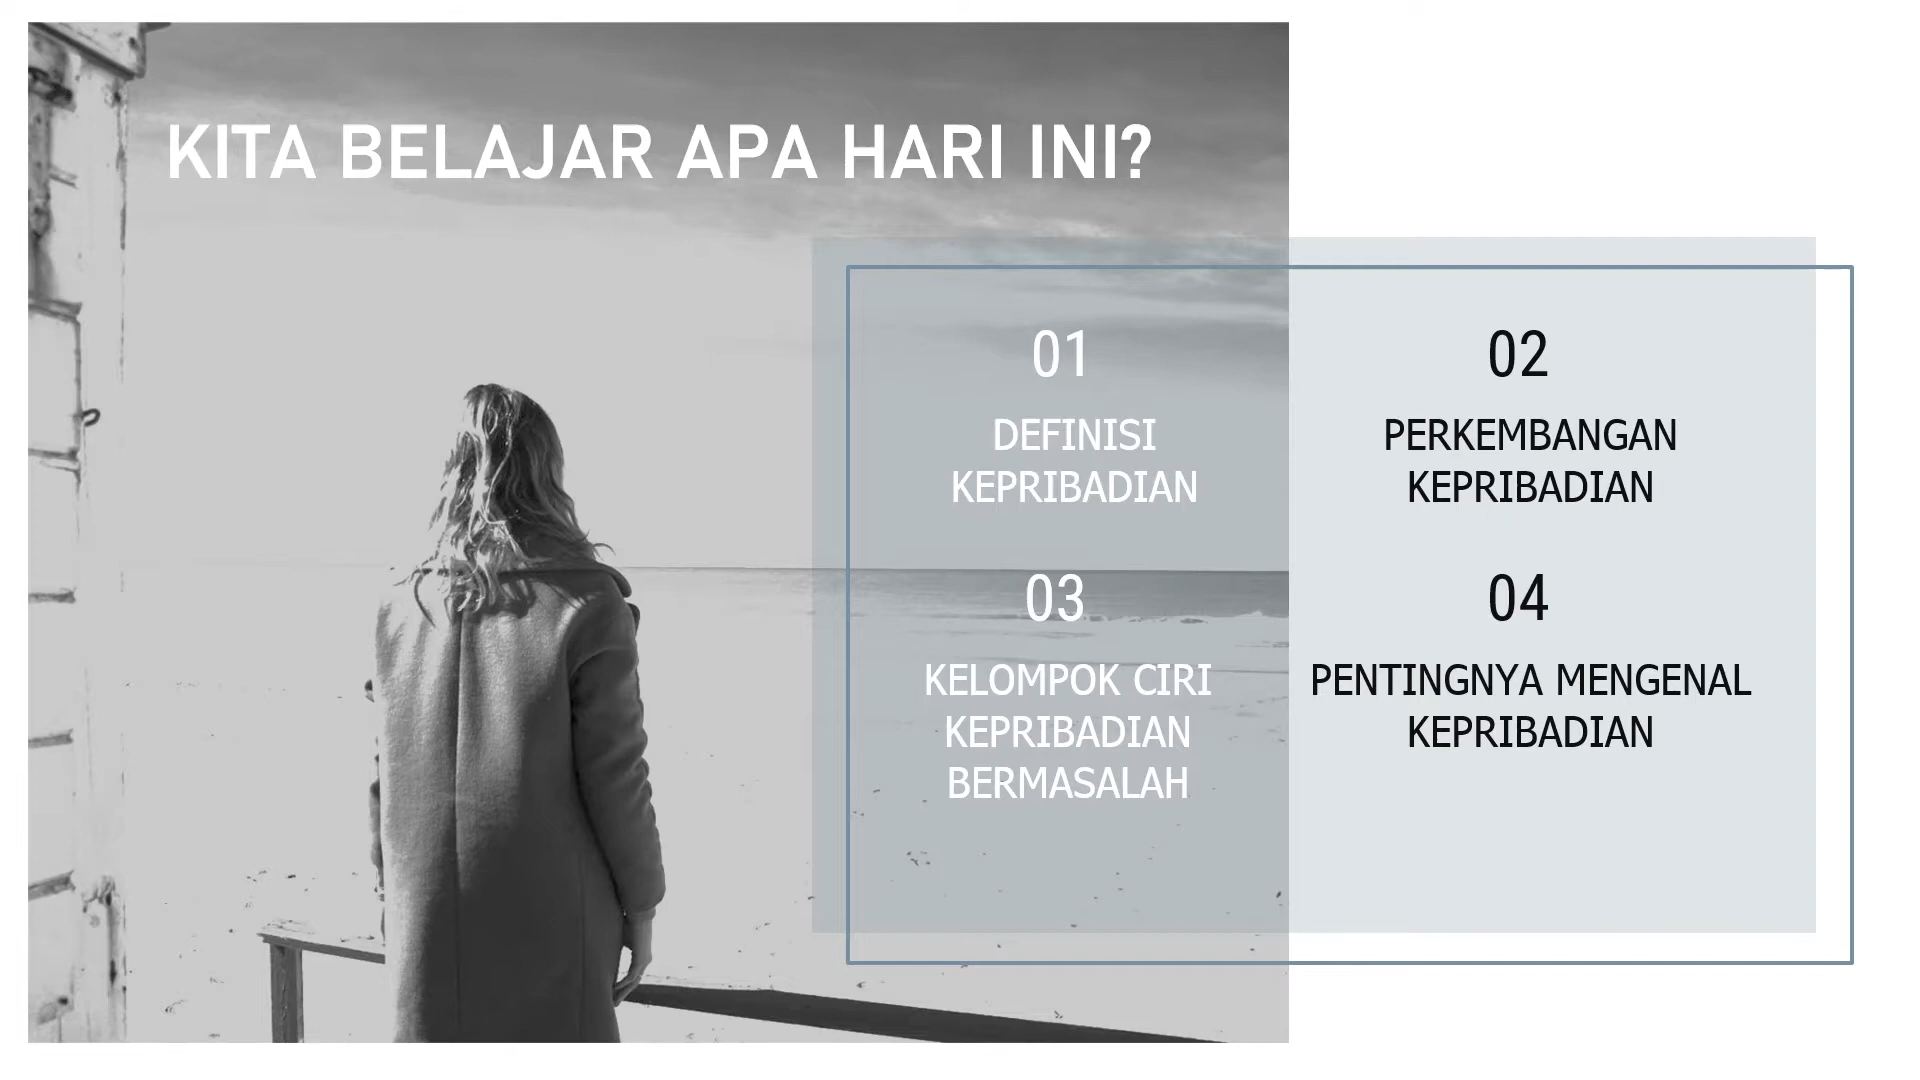 KITA BELAJAR APA HARI INI?
01
DEFINISI
KEPRIBADIAN
02
PERKEMBANGAN
KEPRIBADIAN
03
KELOMPOK CIRI
KEPRIBADIAN
BERMASALAH
04
PENTINGNYA MENGENAL
KEPRIBADIAN